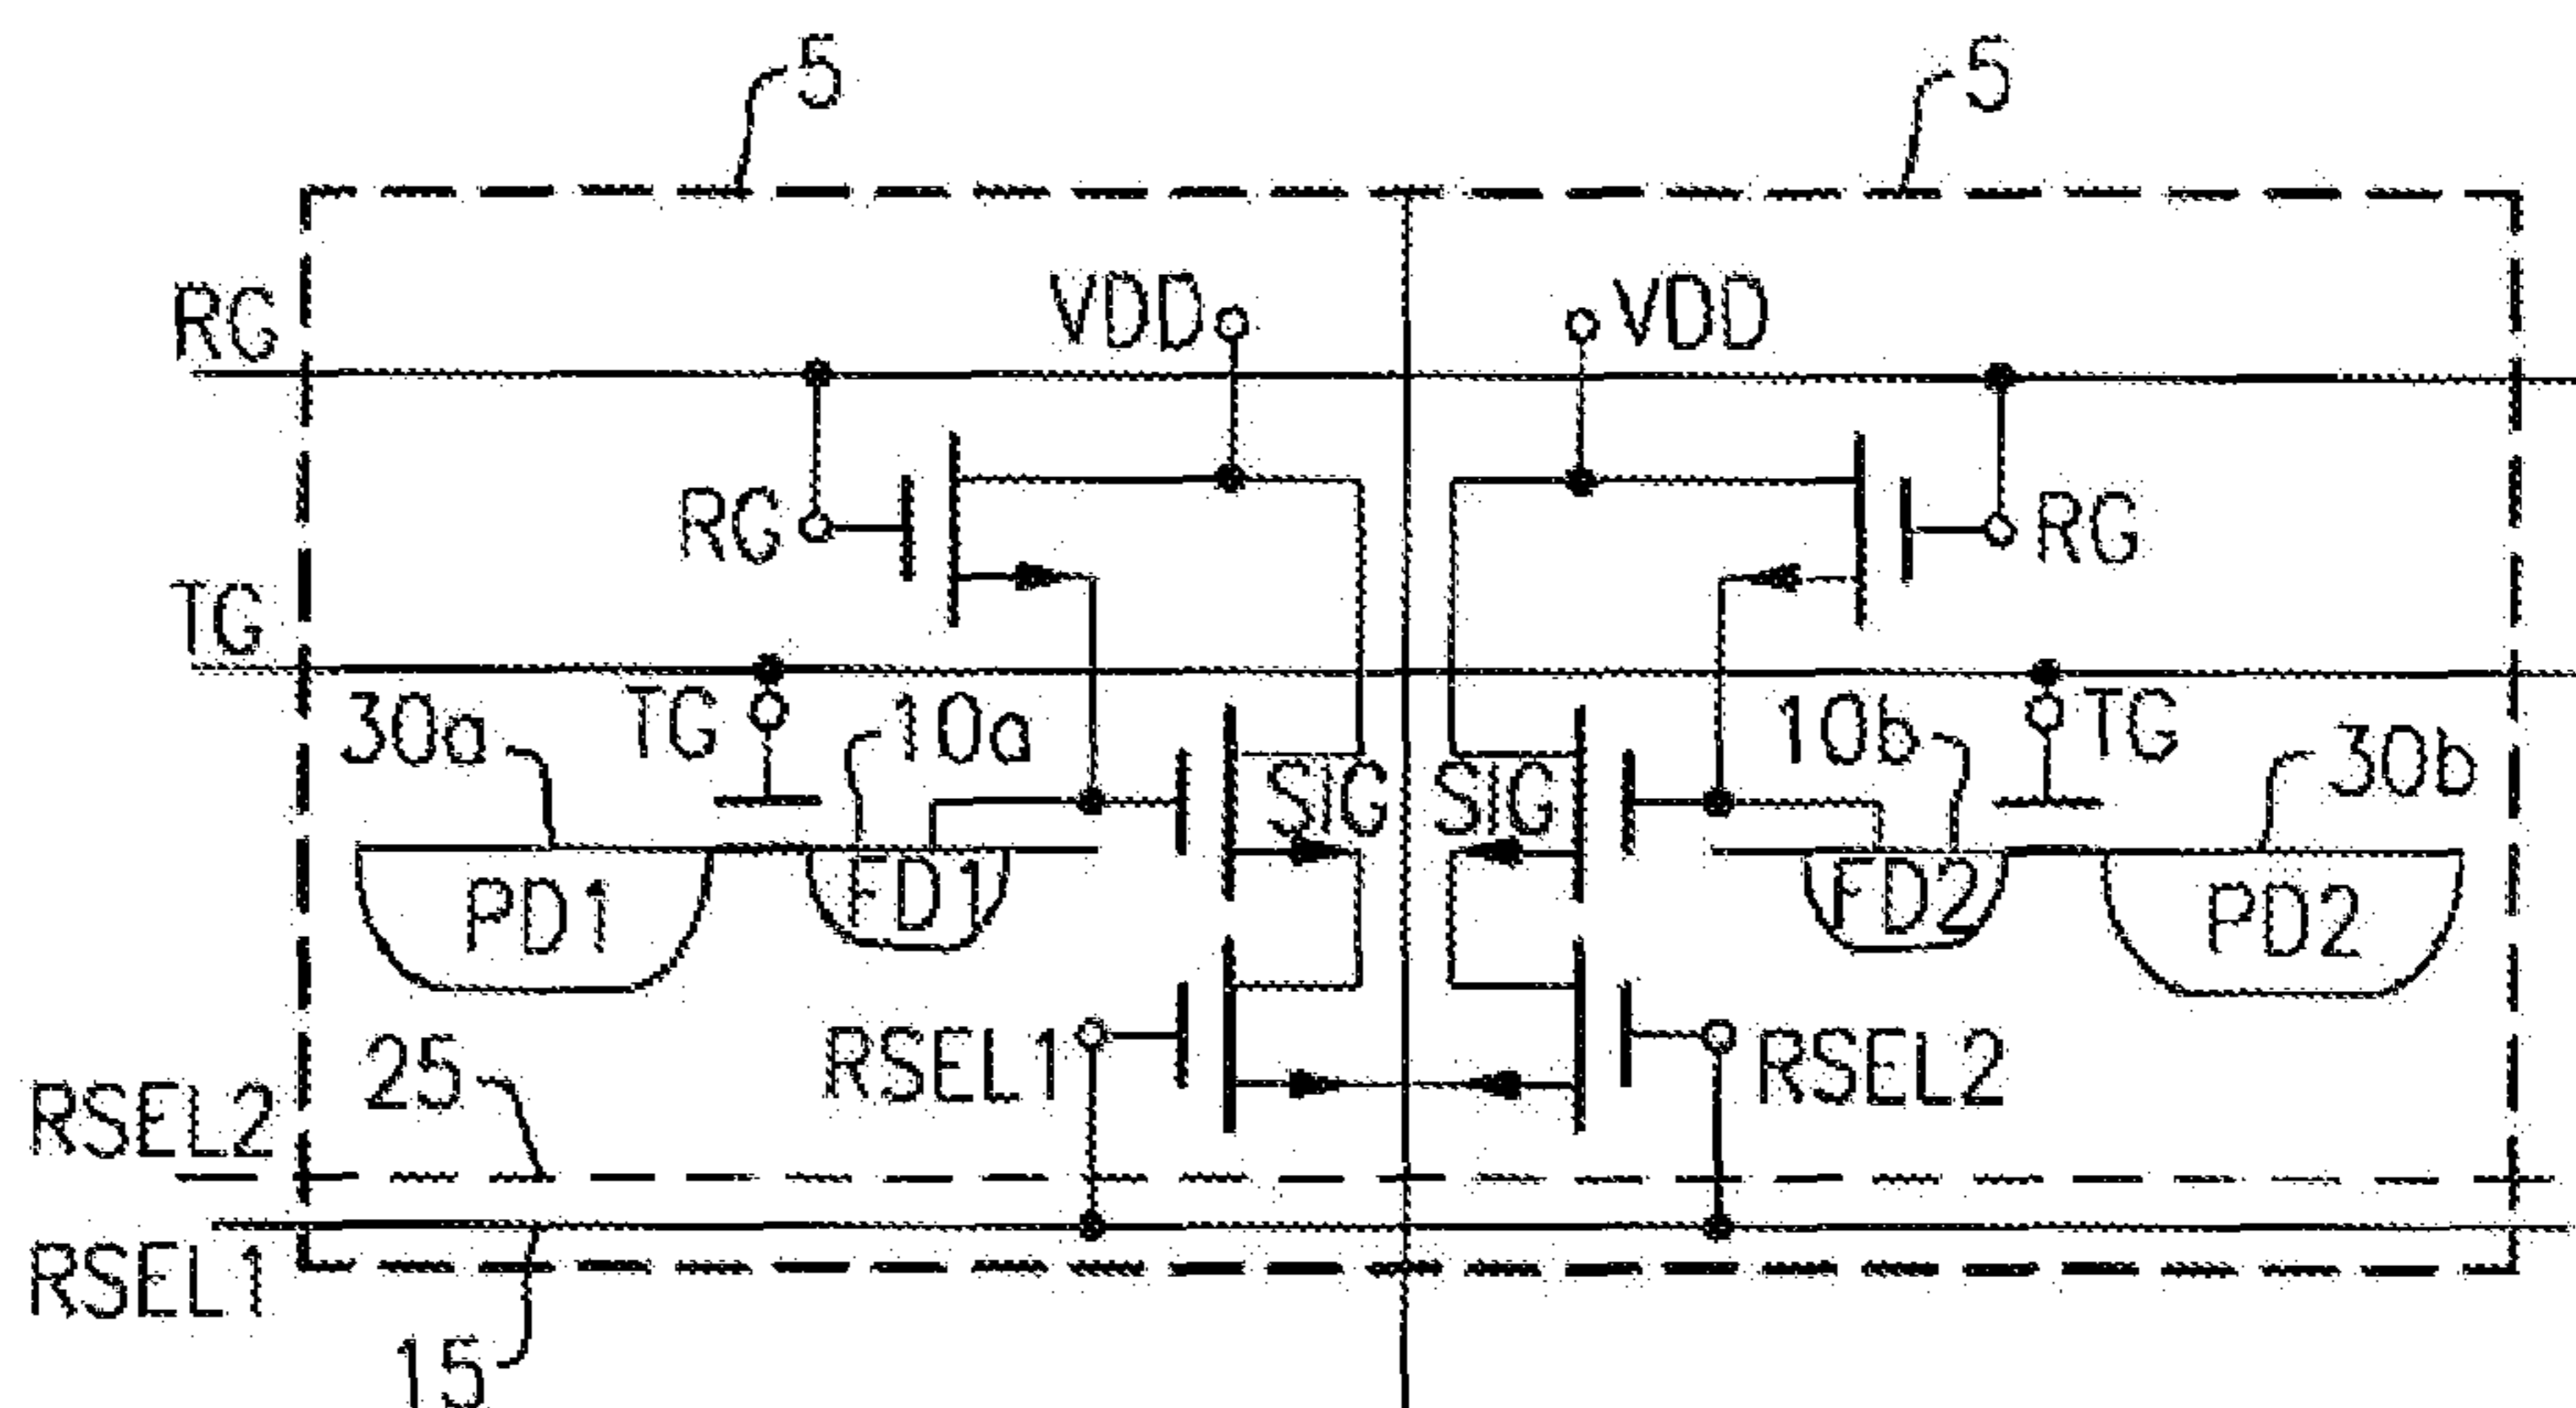 5 5
RG VDD VDD
RG RG
TG
30a TG 10a 10b TG 30b
SIG SIG
PD1 FD1 FD2 PD2
RSEL2 25 RSEL1 RSEL2
RSEL1
15